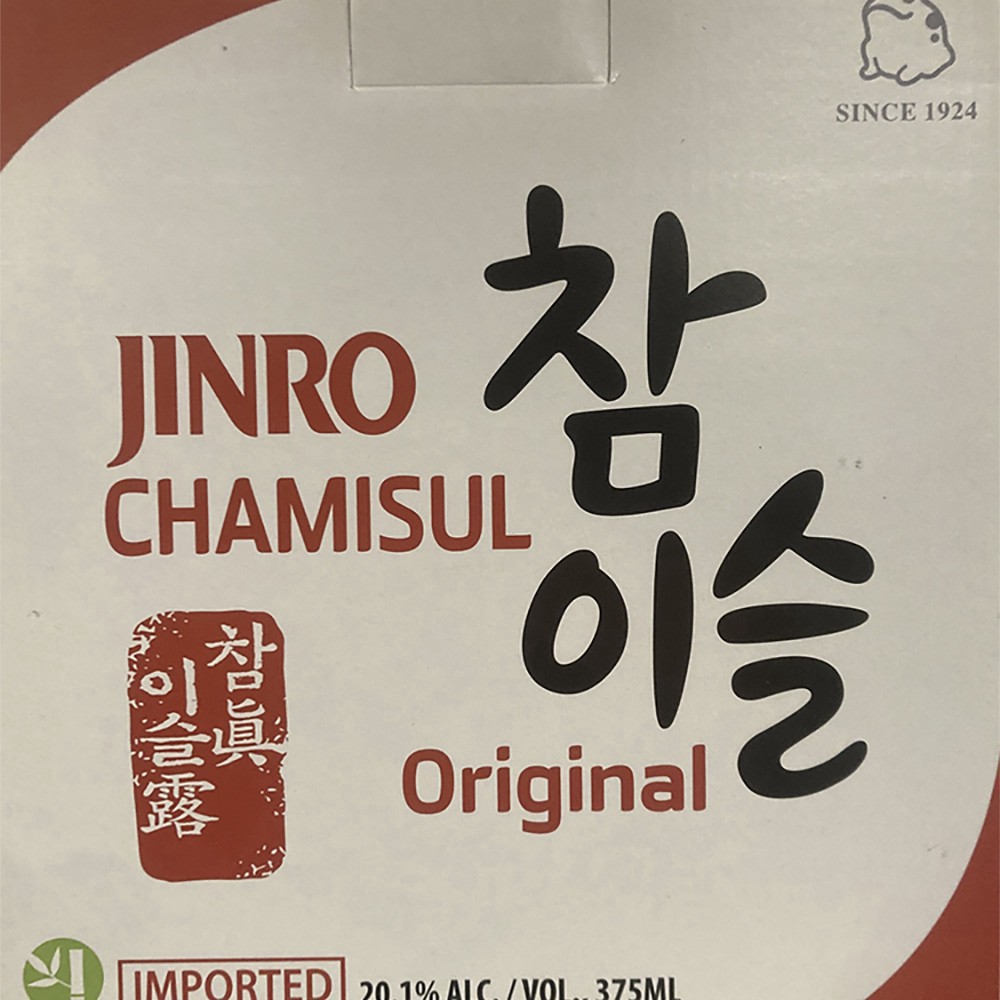 SINCE 1924
참이슬
JINRO
CHAMISUL
참眞
이슬露
Original
IMPORTED
20.1% ALC. / VOL., 375ML